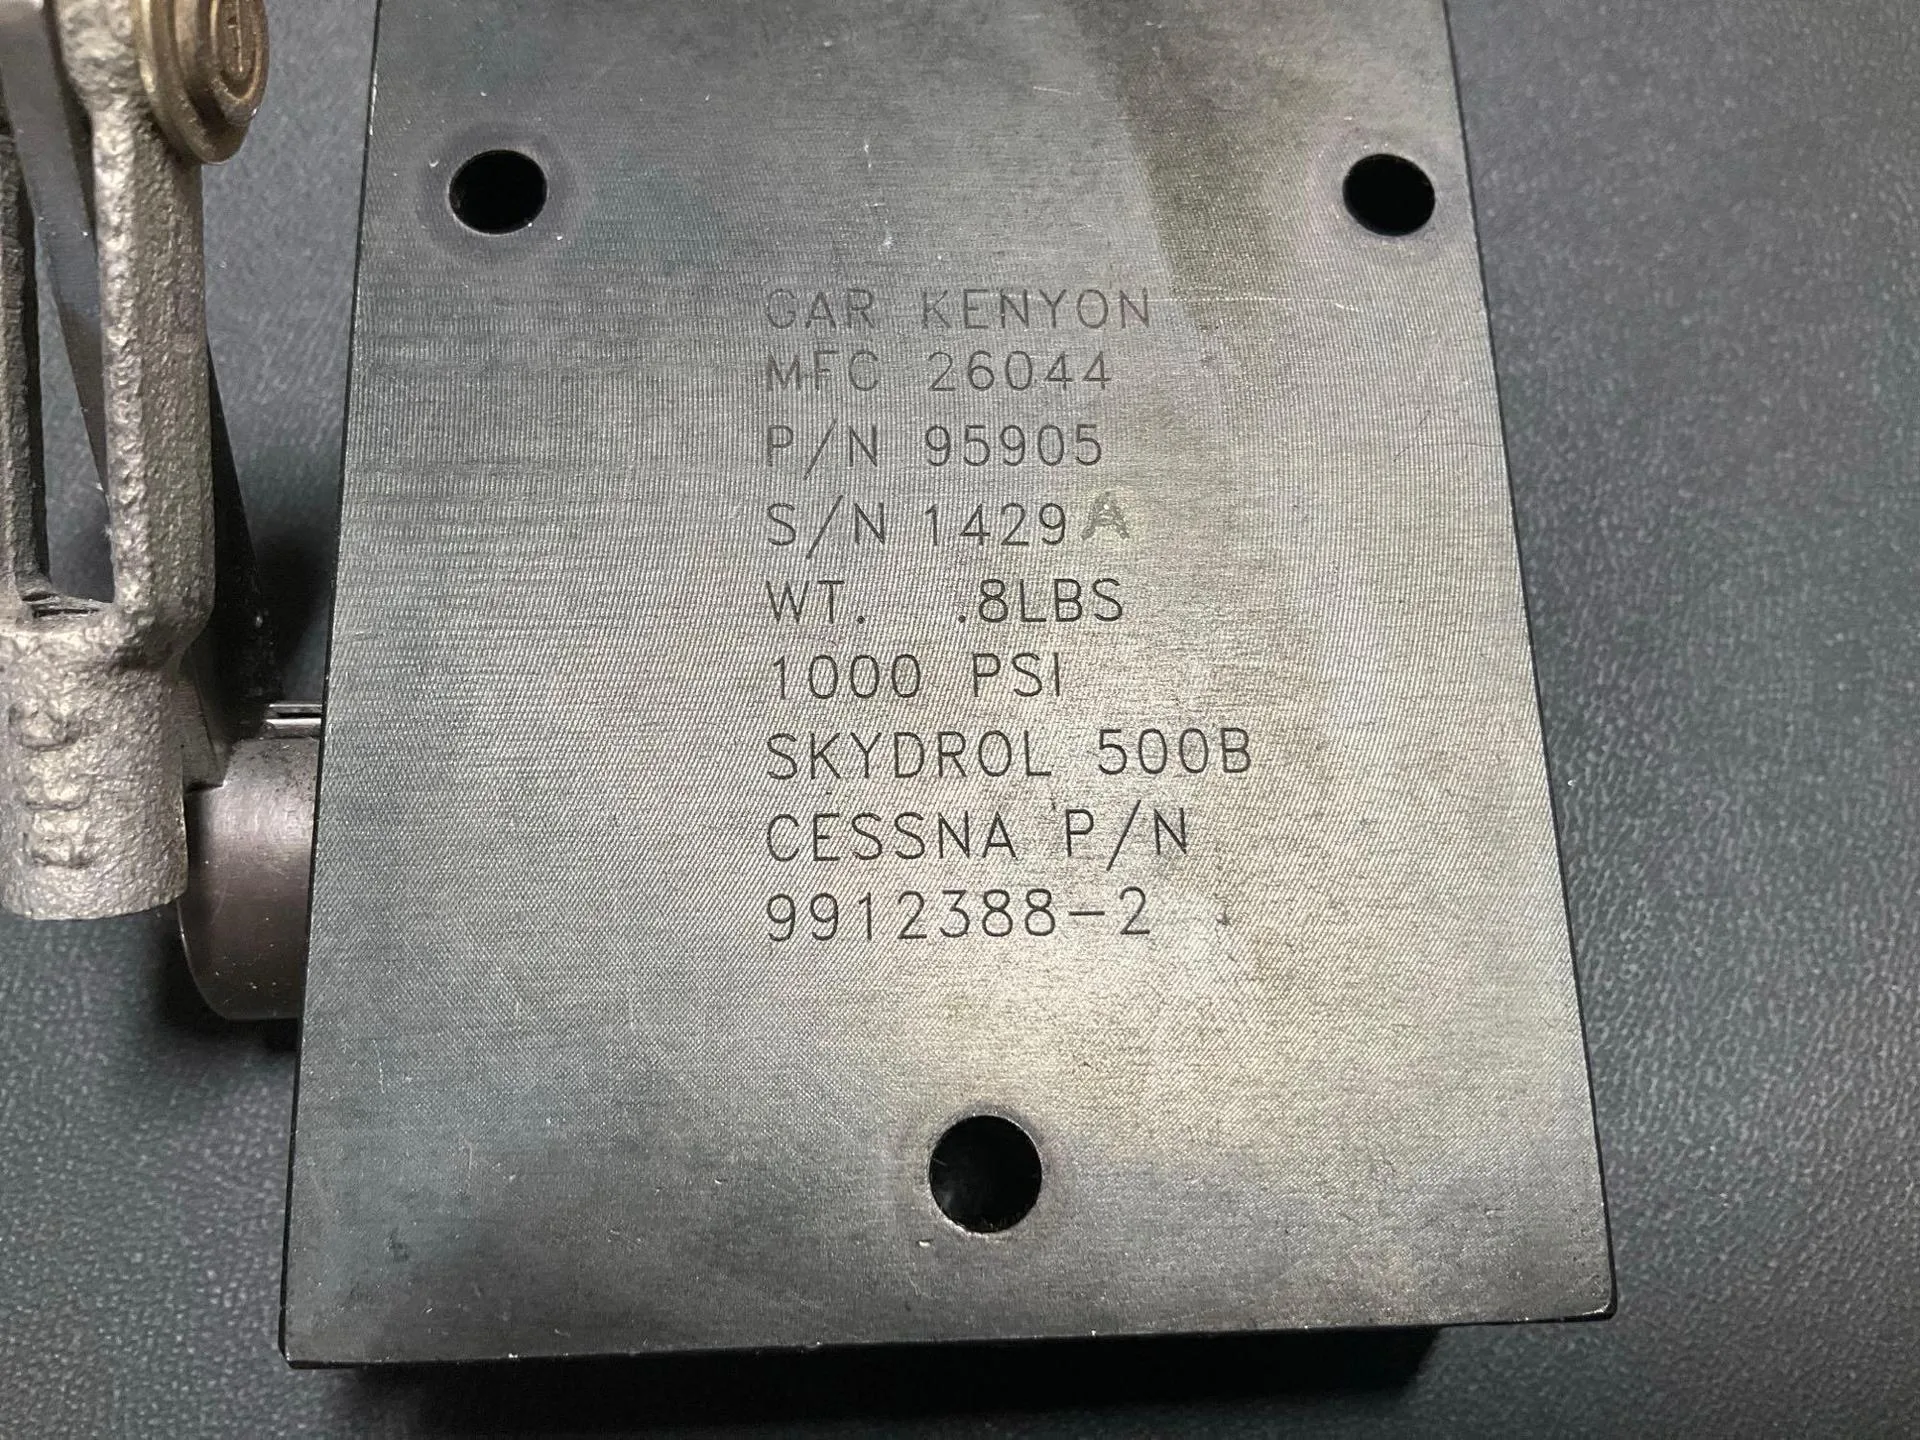 GAR KENYON
MFC 26044
P/N 95905
S/N 1429A
WT. .8LBS
1000 PSI
SKYDROL 500B
CESSNA P/N
9912388-2